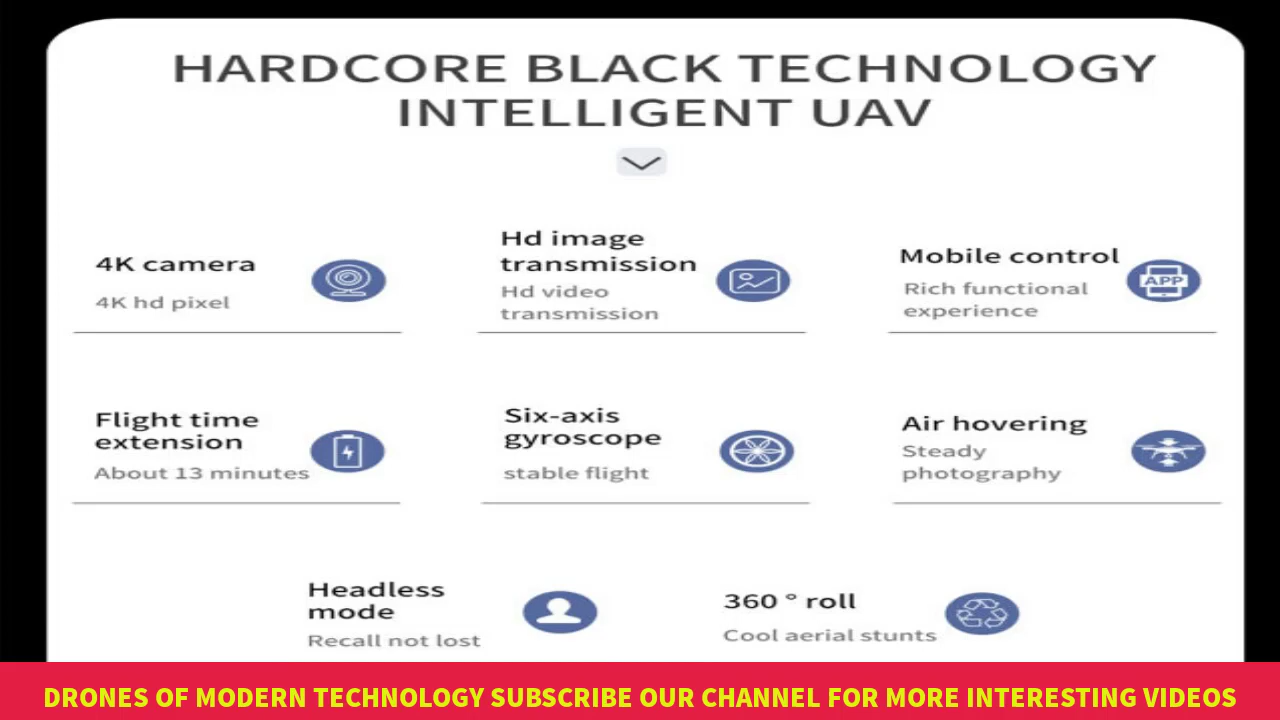 HARDCORE BLACK TECHNOLOGY
INTELLIGENT UAV
4K camera
4K hd pixel
Hd image
transmission
Hd video
transmission
Mobile control
Rich functional
experience
APP
Flight time
extension
About 13 minutes
Six-axis
gyroscope
stable flight
Air hovering
Steady
photography
Headless
mode
Recall not lost
360 ° roll
Cool aerial stunts
DRONES OF MODERN TECHNOLOGY SUBSCRIBE OUR CHANNEL FOR MORE INTERESTING VIDEOS